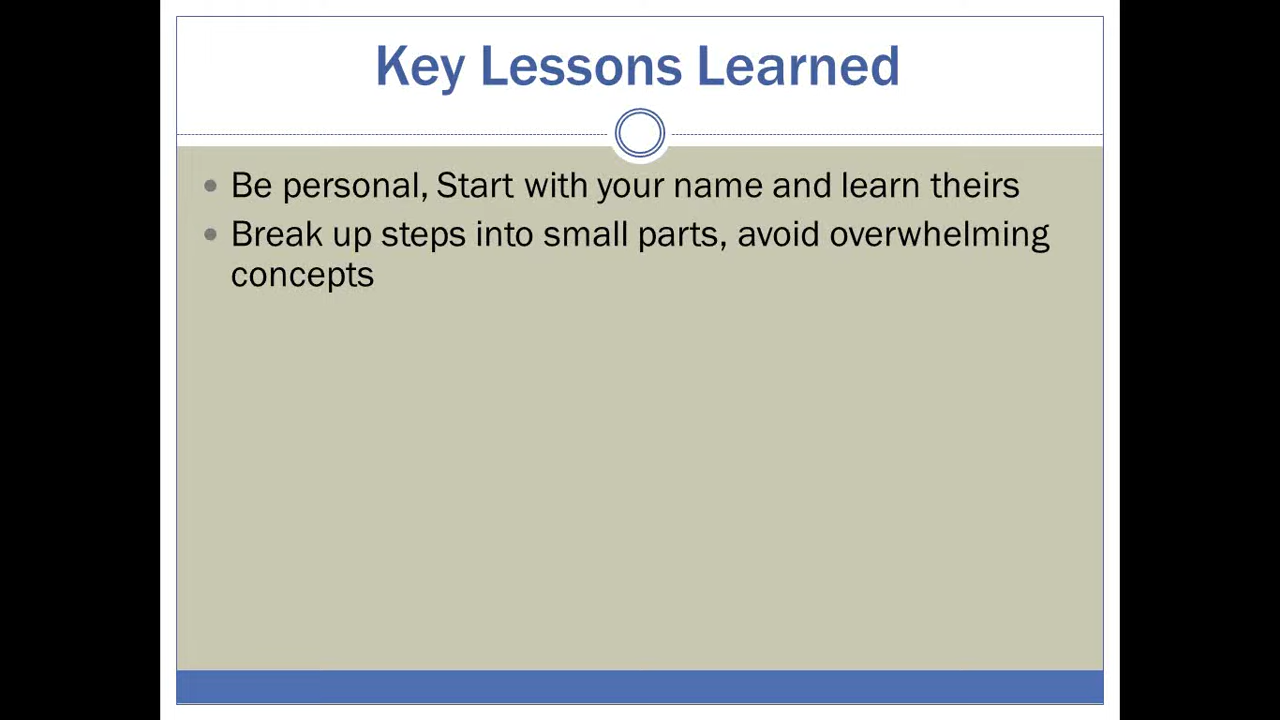 Key Lessons Learned
• Be personal, Start with your name and learn theirs
• Break up steps into small parts, avoid overwhelming
concepts